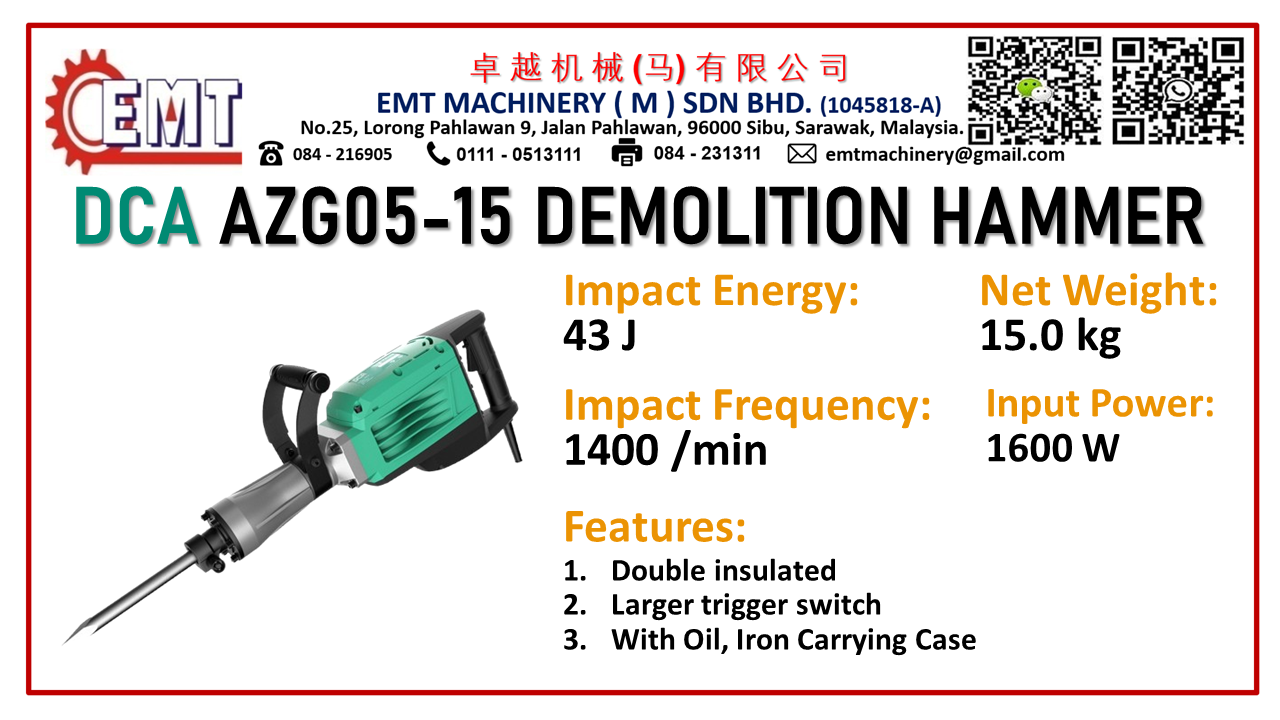 EMT
卓越机械(马)有限公司
EMT MACHINERY ( M ) SDN BHD. (1045818-A)
No.25, Lorong Pahlawan 9, Jalan Pahlawan, 96000 Sibu, Sarawak, Malaysia.
084 - 216905 0111 - 0513111 084 - 231311 emtmachinery@gmail.com
DCA AZG05-15 DEMOLITION HAMMER
Impact Energy: Net Weight:
43 J 15.0 kg
Impact Frequency: Input Power:
1400 /min 1600 W
Features:
1. Double insulated
2. Larger trigger switch
3. With Oil, Iron Carrying Case